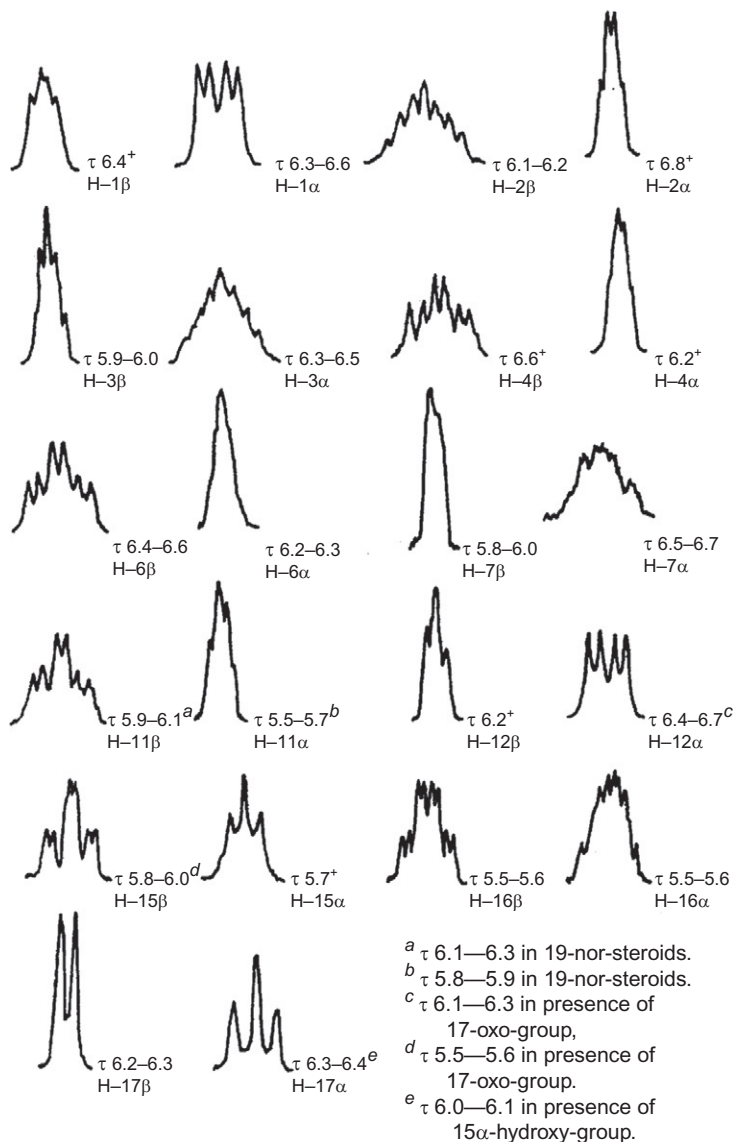 τ 6.4⁺
H–1β
τ 6.3–6.6
H–1α
τ 6.1–6.2
H–2β
τ 6.8⁺
H–2α
τ 5.9–6.0
H–3β
τ 6.3–6.5
H–3α
τ 6.6⁺
H–4β
τ 6.2⁺
H–4α
τ 6.4–6.6
H–6β
τ 6.2–6.3
H–6α
τ 5.8–6.0
H–7β
τ 6.5–6.7
H–7α
τ 5.9–6.1ᵃ
H–11β
τ 5.5–5.7ᵇ
H–11α
τ 6.2⁺
H–12β
τ 6.4–6.7ᶜ
H–12α
τ 5.8–6.0ᵈ
H–15β
τ 5.7⁺
H–15α
τ 5.5–5.6
H–16β
τ 5.5–5.6
H–16α
τ 6.2–6.3
H–17β
τ 6.3–6.4ᵉ
H–17α
ᵃ τ 6.1—6.3 in 19-nor-steroids.
ᵇ τ 5.8—5.9 in 19-nor-steroids.
ᶜ τ 6.1—6.3 in presence of
17-oxo-group,
ᵈ τ 5.5—5.6 in presence of
17-oxo-group.
ᵉ τ 6.0—6.1 in presence of
15α-hydroxy-group.